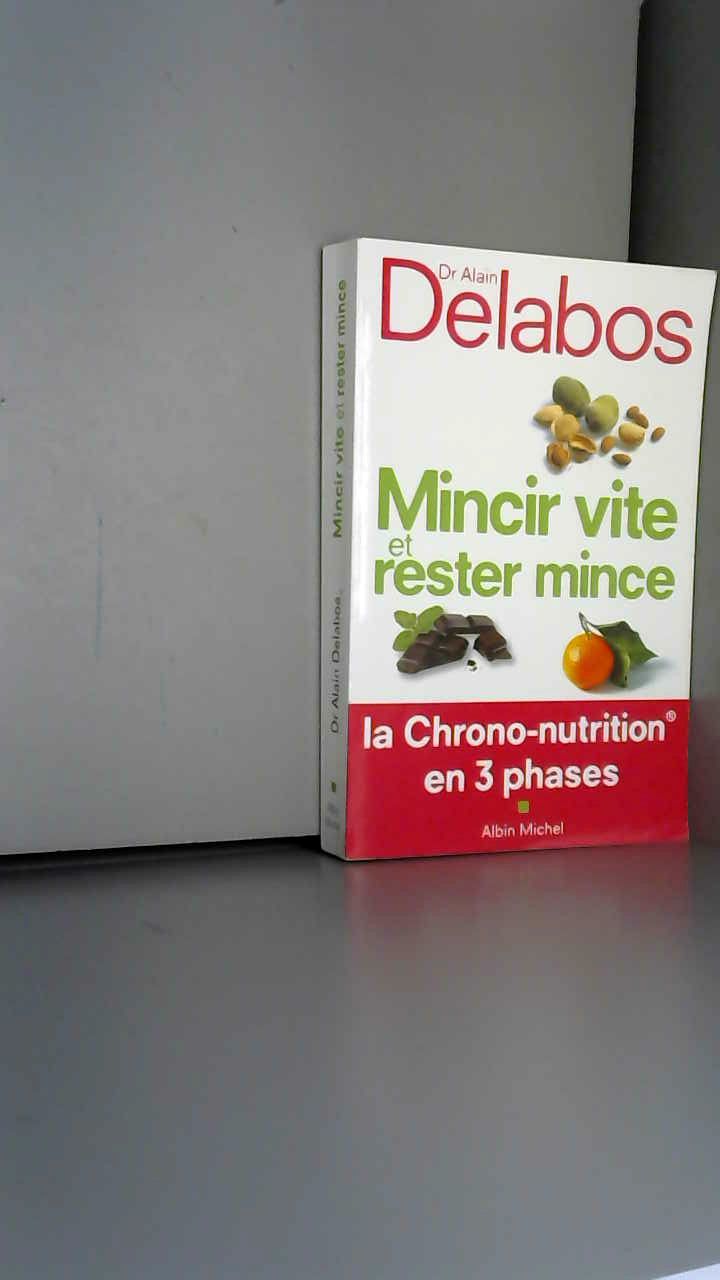 Dr Alain
Delabos
Mincir vite
et
rester mince
la Chrono-nutrition®
en 3 phases
Albin Michel
Dr Alain Delabos
Mincir vite et rester mince